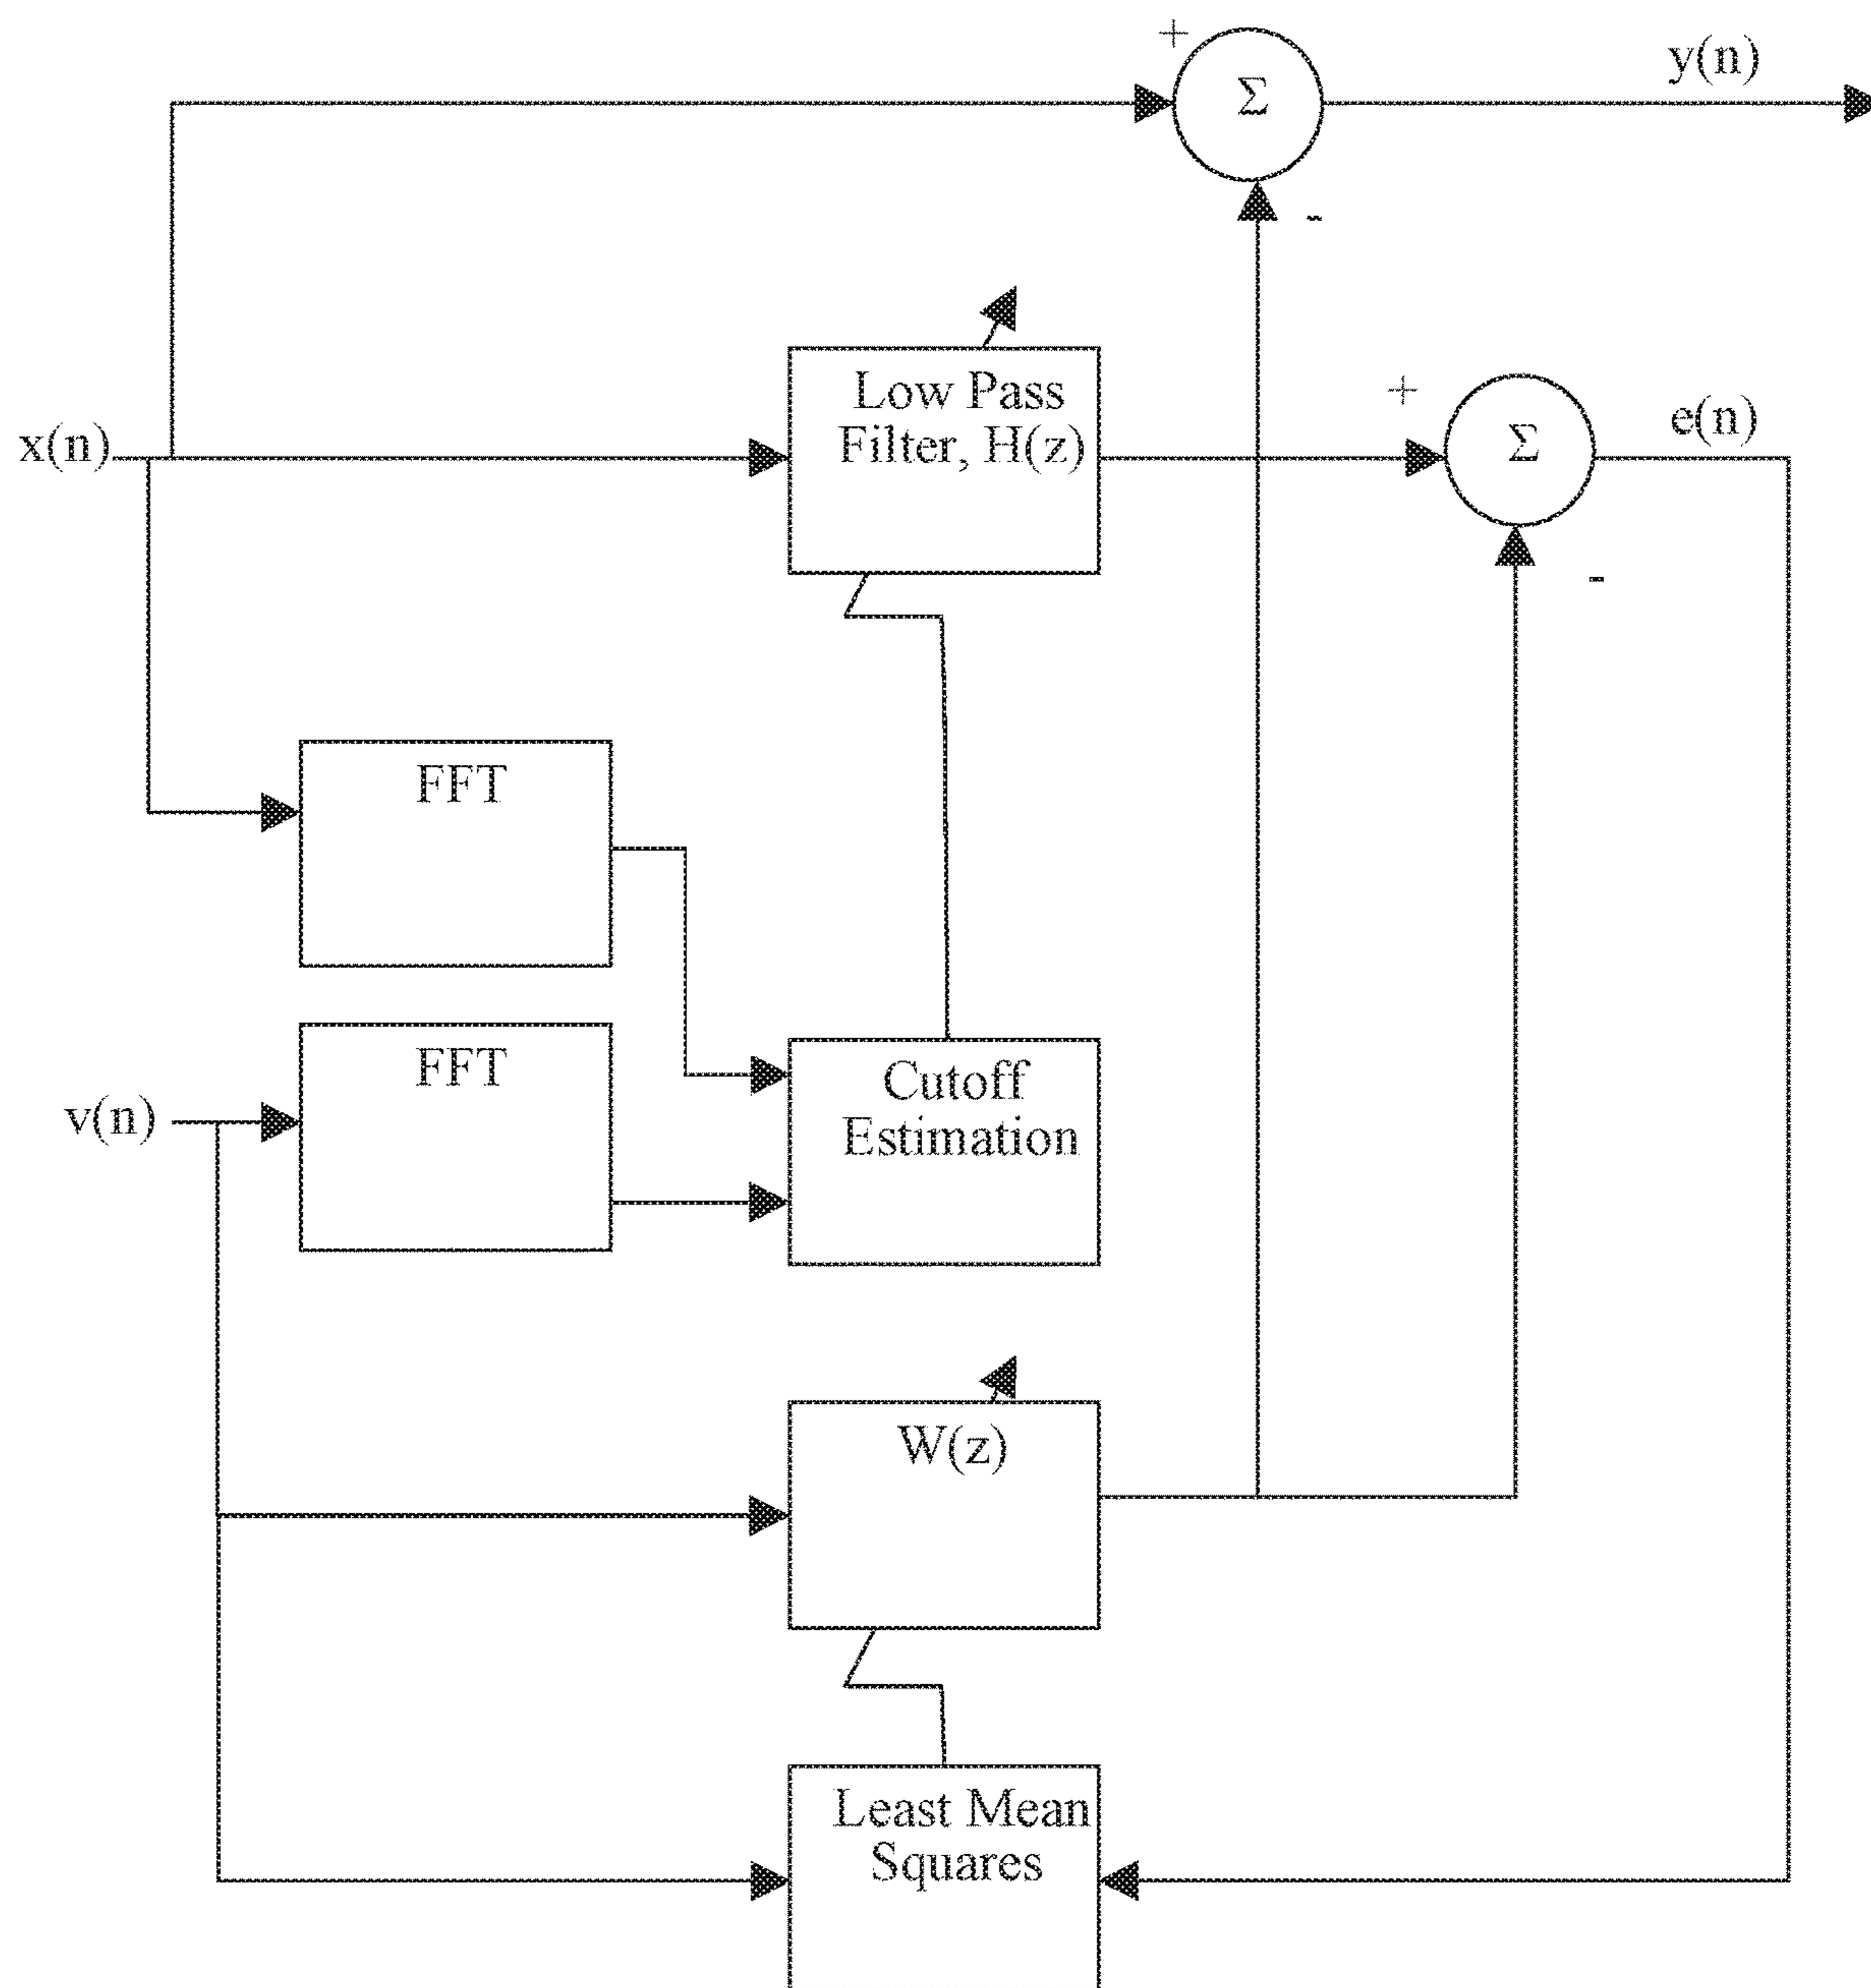 +
Σ
y(n)
-
Low Pass
Filter, H(z)
+
Σ
e(n)
x(n)
-
FFT
FFT
Cutoff
Estimation
v(n)
W(z)
Least Mean
Squares